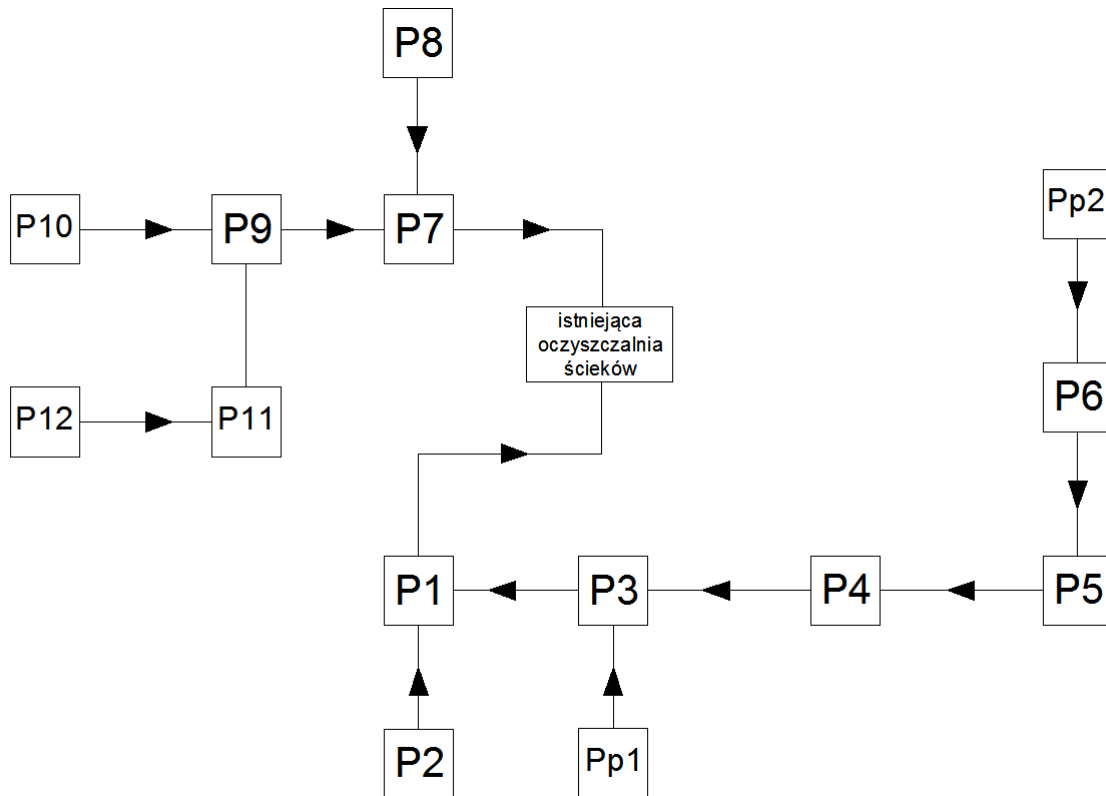 P8
Pp2
P10
P9
P7
istniejąca
oczyszczalnia
ścieków
P6
P12
P11
P1
P3
P4
P5
P2
Pp1